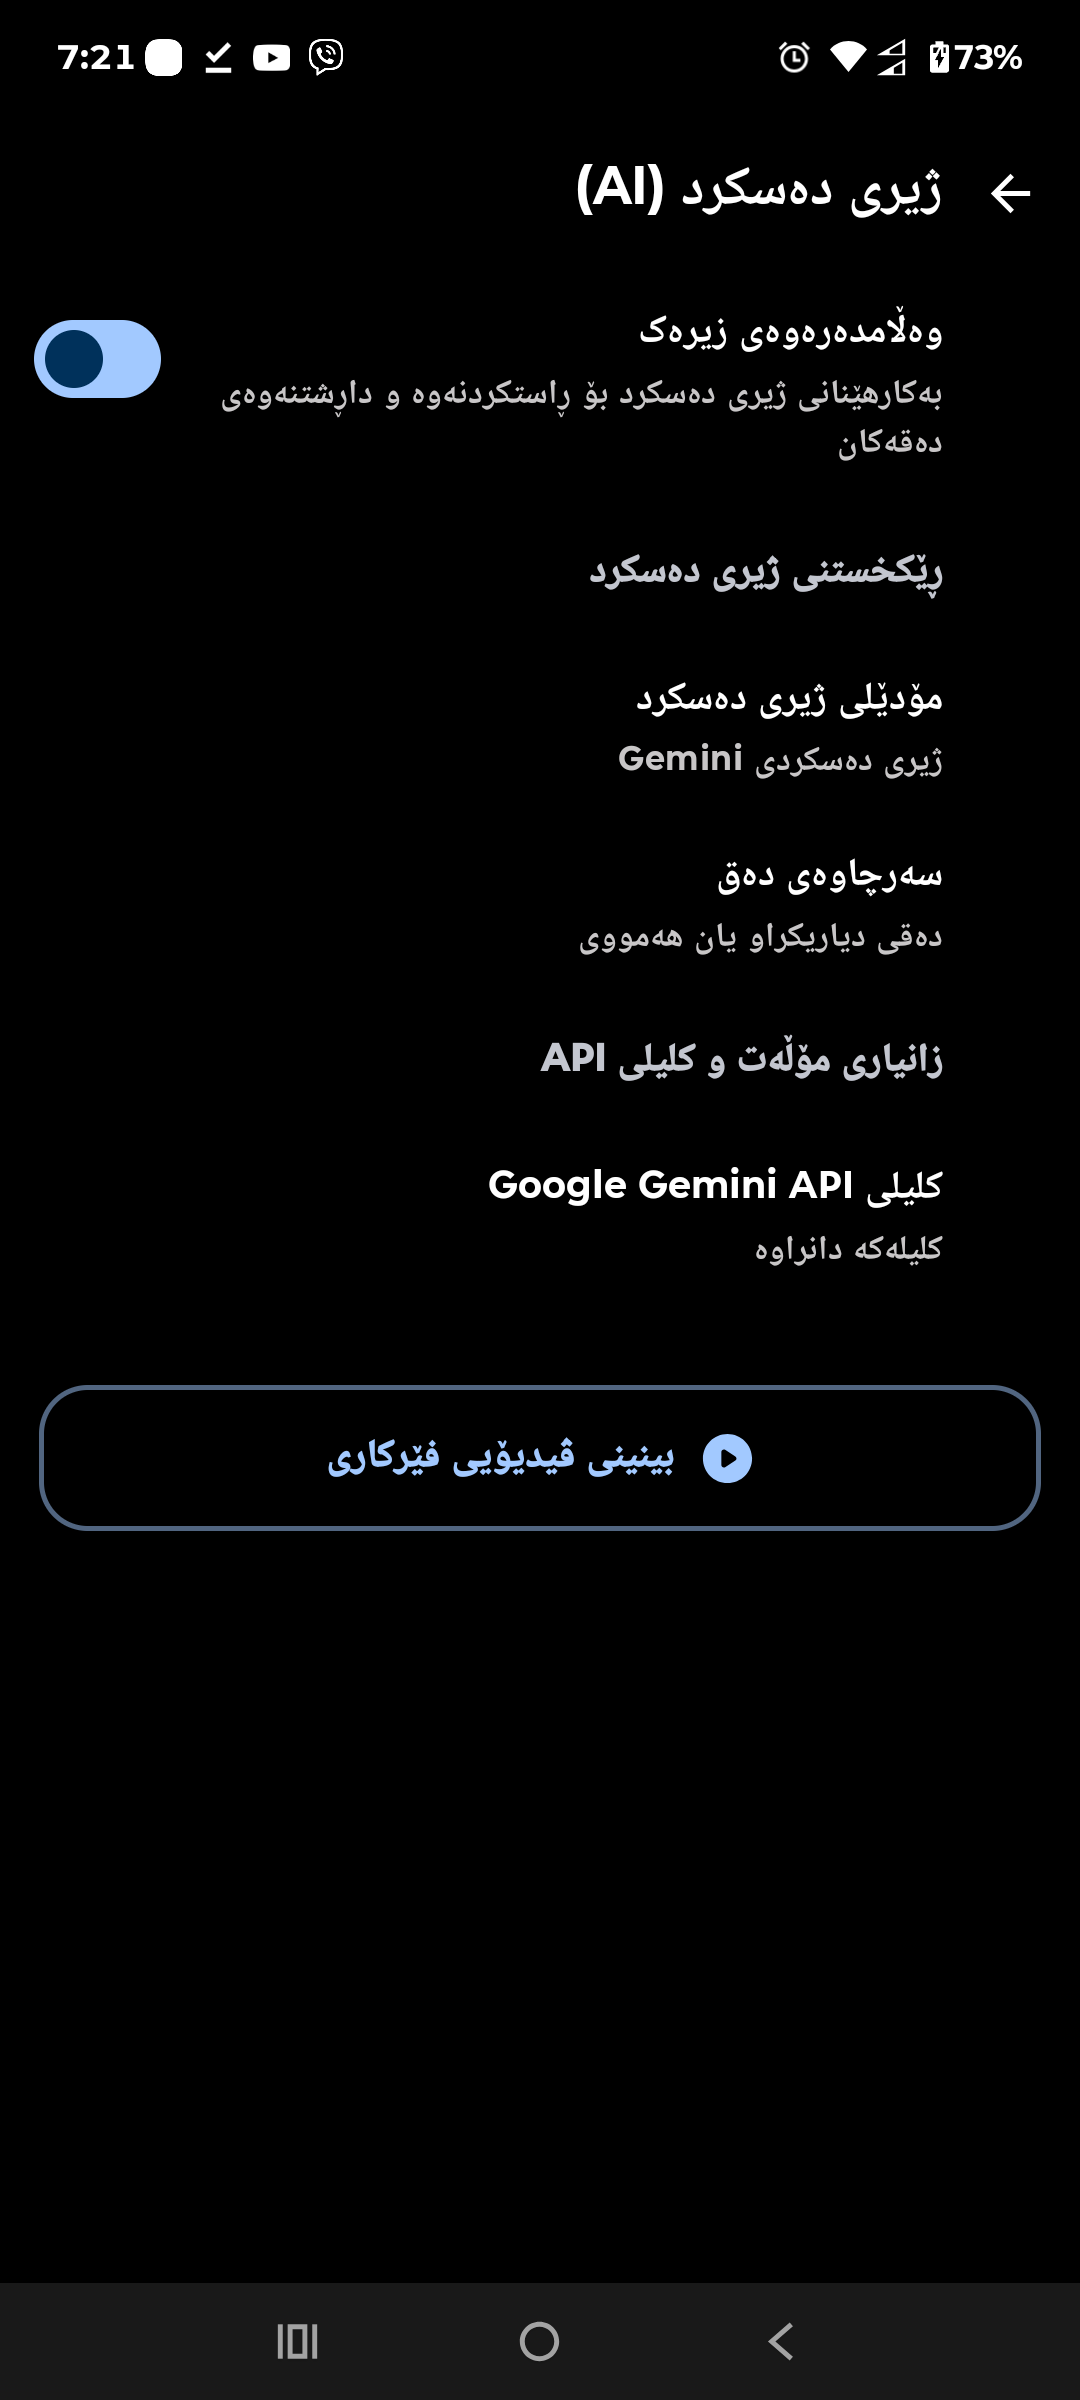 7:21
73%
ژیری دەسکرد (AI)
وەڵامدەرەوەی زیرەک
بەکارهێنانی ژیری دەسکرد بۆ ڕاستکردنەوە و داڕشتنەوەی
دەقەکان
ڕێکخستنی ژیری دەسکرد
مۆدێلی ژیری دەسکرد
ژیری دەسکردی Gemini
سەرچاوەی دەق
دەقی دیاریکراو یان هەمووی
زانیاری مۆڵەت و کلیلی API
کلیلی Google Gemini API
کلیلەکە دانراوە
بینینی ڤیدیۆیی فێرکاری